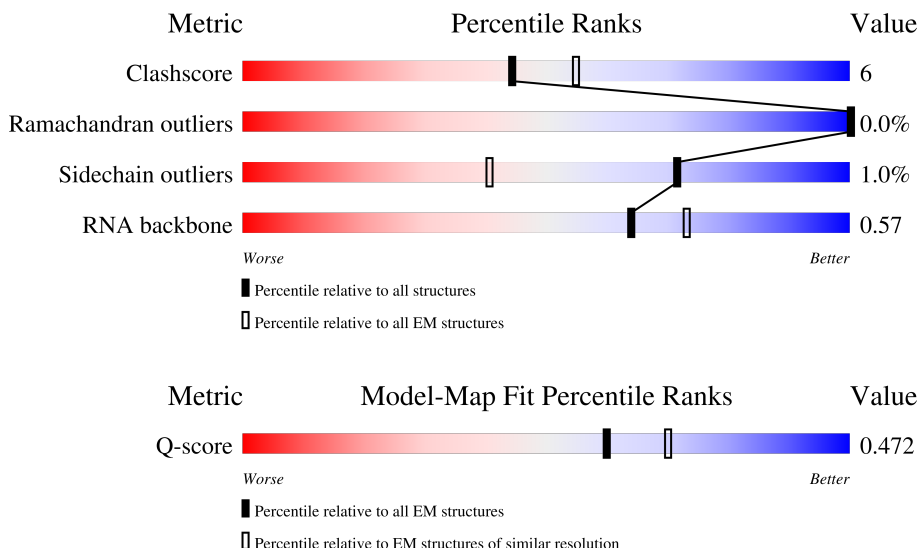 Metric Percentile Ranks Value
Clashscore 6
Ramachandran outliers 0.0%
Sidechain outliers 1.0%
RNA backbone 0.57
Worse Better
Percentile relative to all structures
Percentile relative to all EM structures
Metric Model-Map Fit Percentile Ranks Value
Q-score 0.472
Worse Better
Percentile relative to all EM structures
Percentile relative to EM structures of similar resolution